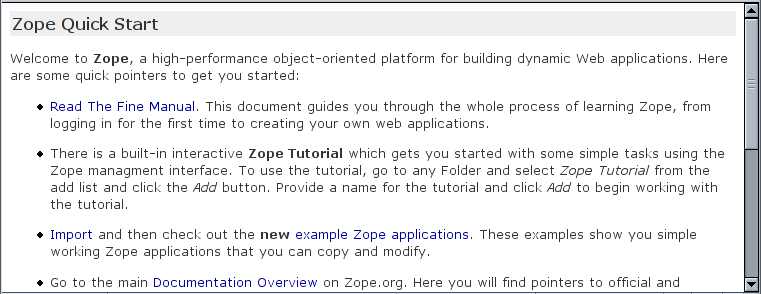 Zope Quick Start
Welcome to Zope, a high-performance object-oriented platform for building dynamic Web applications. Here
are some quick pointers to get you started:
Read The Fine Manual. This document guides you through the whole process of learning Zope, from
logging in for the first time to creating your own web applications.
There is a built-in interactive Zope Tutorial which gets you started with some simple tasks using the
Zope managment interface. To use the tutorial, go to any Folder and select Zope Tutorial from the
add list and click the Add button. Provide a name for the tutorial and click Add to begin working with
the tutorial.
Import and then check out the new example Zope applications. These examples show you simple
working Zope applications that you can copy and modify.
Go to the main Documentation Overview on Zope.org. Here you will find pointers to official and